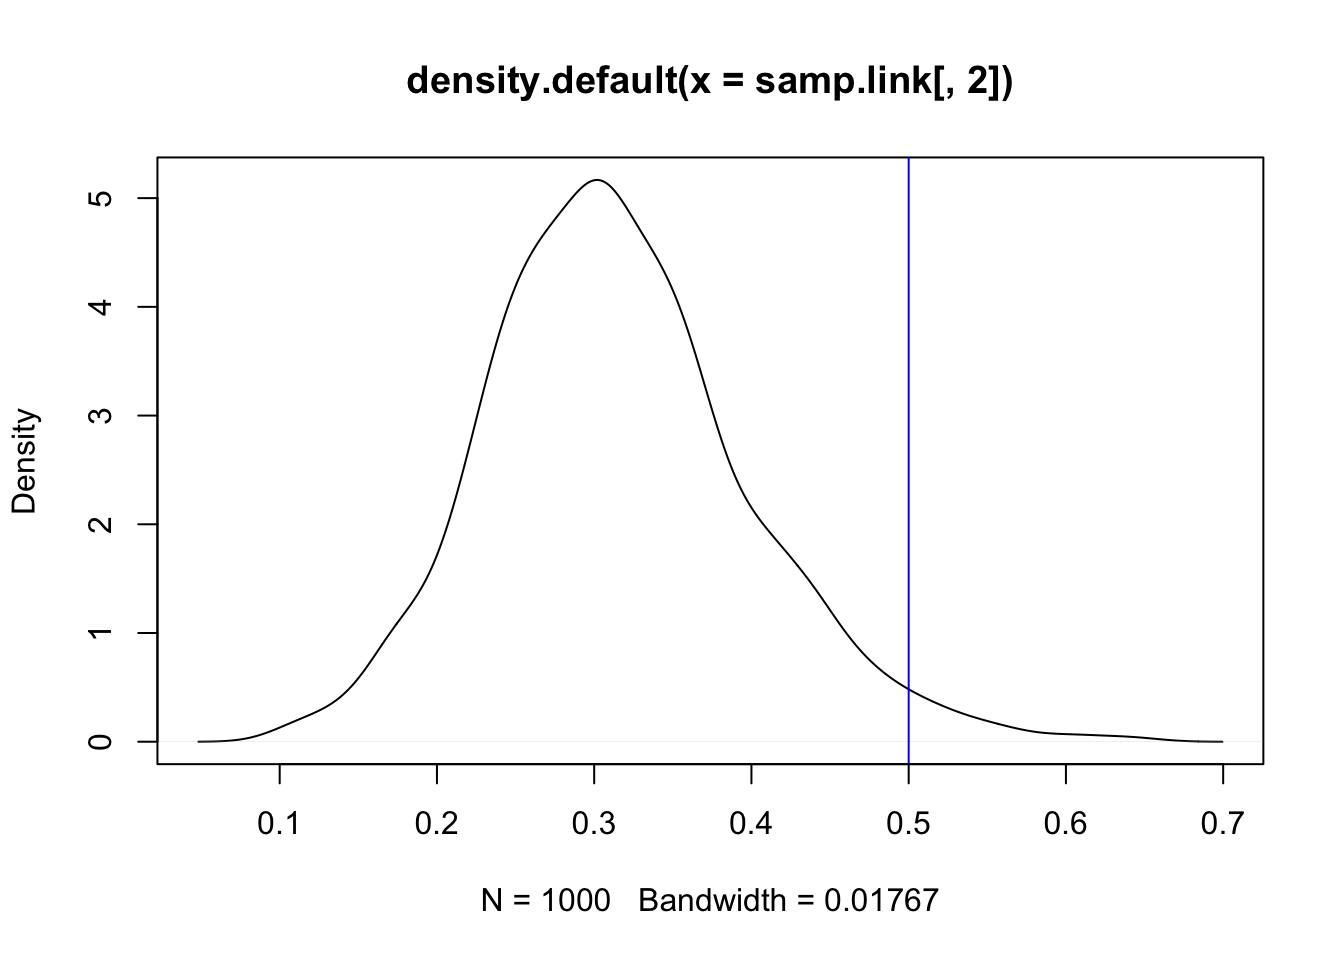 density.default(x = samp.link[, 2])
Density
5
4
3
2
1
0
0.1 0.2 0.3 0.4 0.5 0.6 0.7
N = 1000   Bandwidth = 0.01767